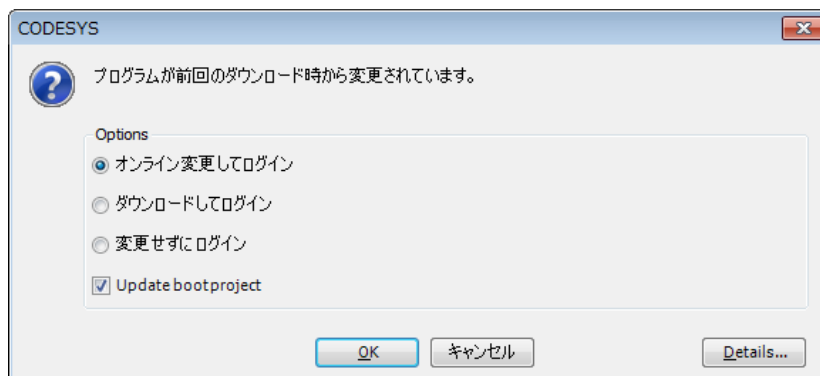 CODESYS
プログラムが前回のダウンロード時から変更されています。
Options
オンライン変更してログイン
ダウンロードしてログイン
変更せずにログイン
Update bootproject
OK キャンセル Details...